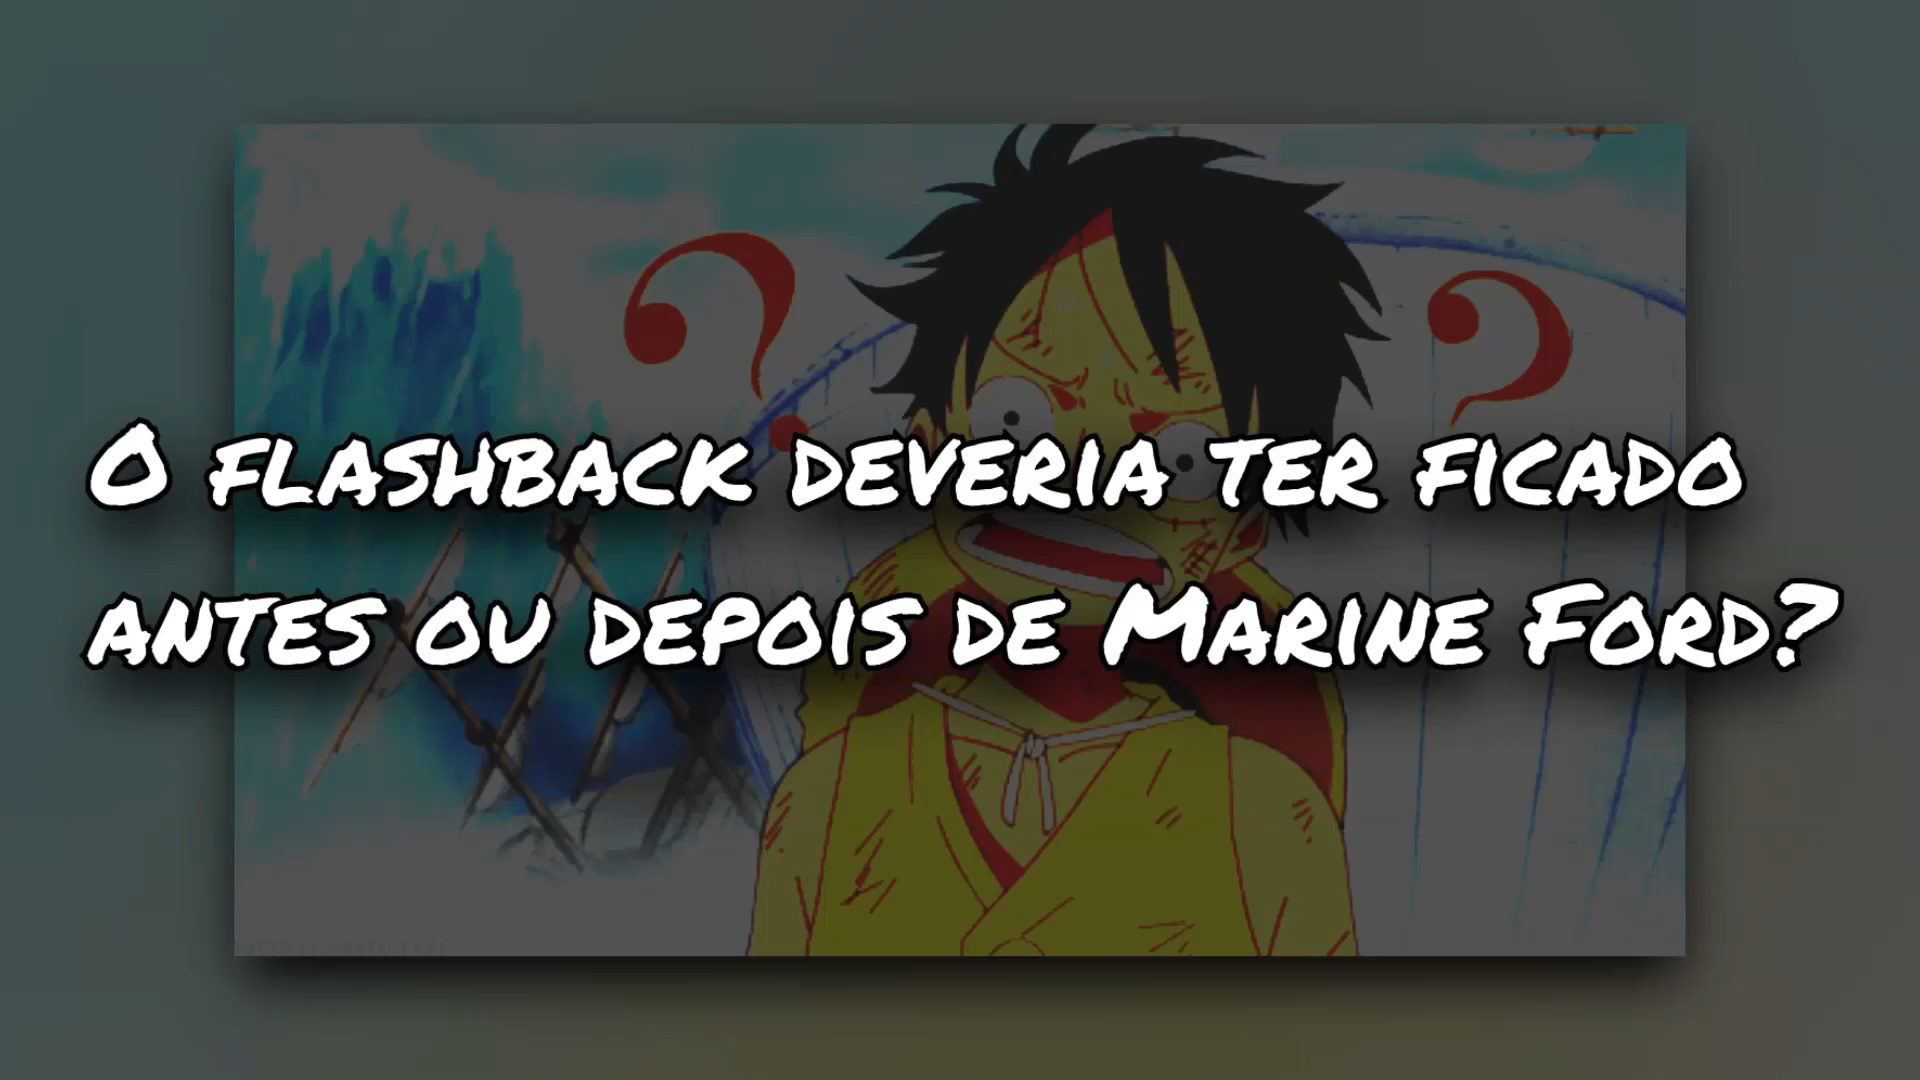 O flashback deveria ter ficado
antes ou depois de Marine Ford?